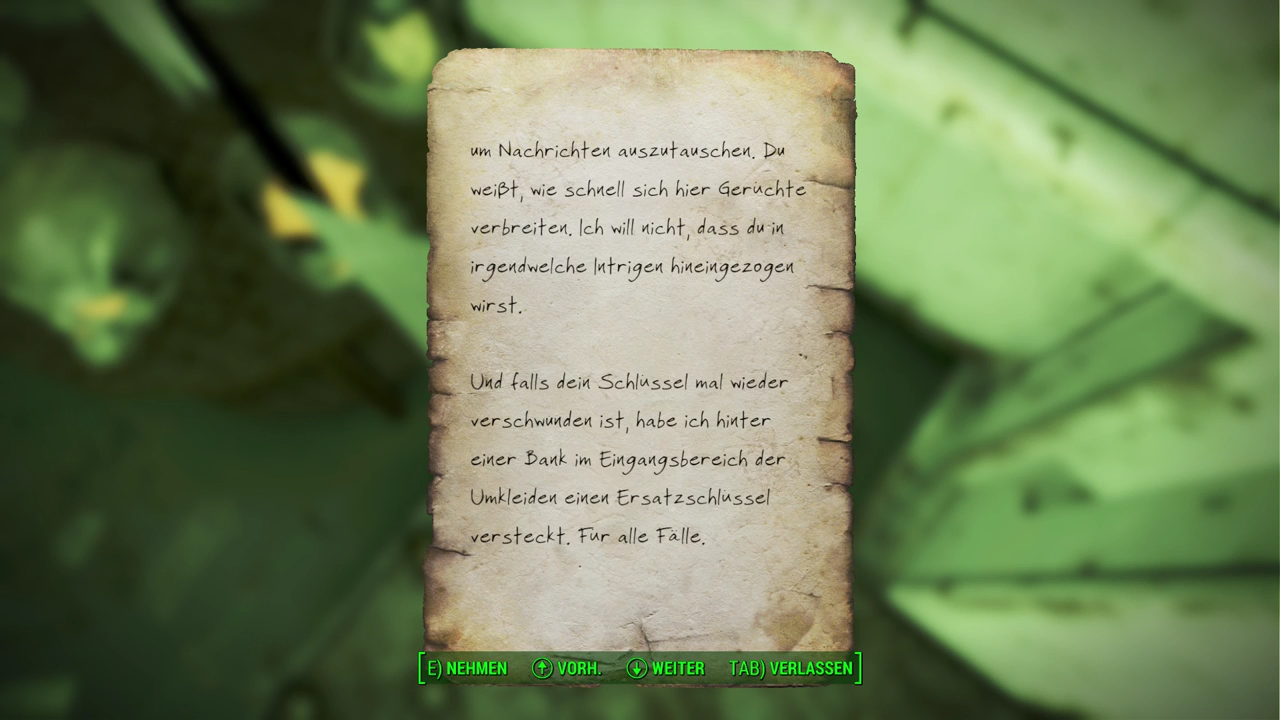 um Nachrichten auszutauschen. Du
weißt, wie schnell sich hier Gerüchte
verbreiten. Ich will nicht, dass du in
irgendwelche Intrigen hineingezogen
wirst.
Und falls dein Schlüssel mal wieder
verschwunden ist, habe ich hinter
einer Bank im Eingangsbereich der
Umkleiden einen Ersatzschlüssel
versteckt. Für alle Fälle.
E) NEHMEN VORH. WEITER TAB) VERLASSEN